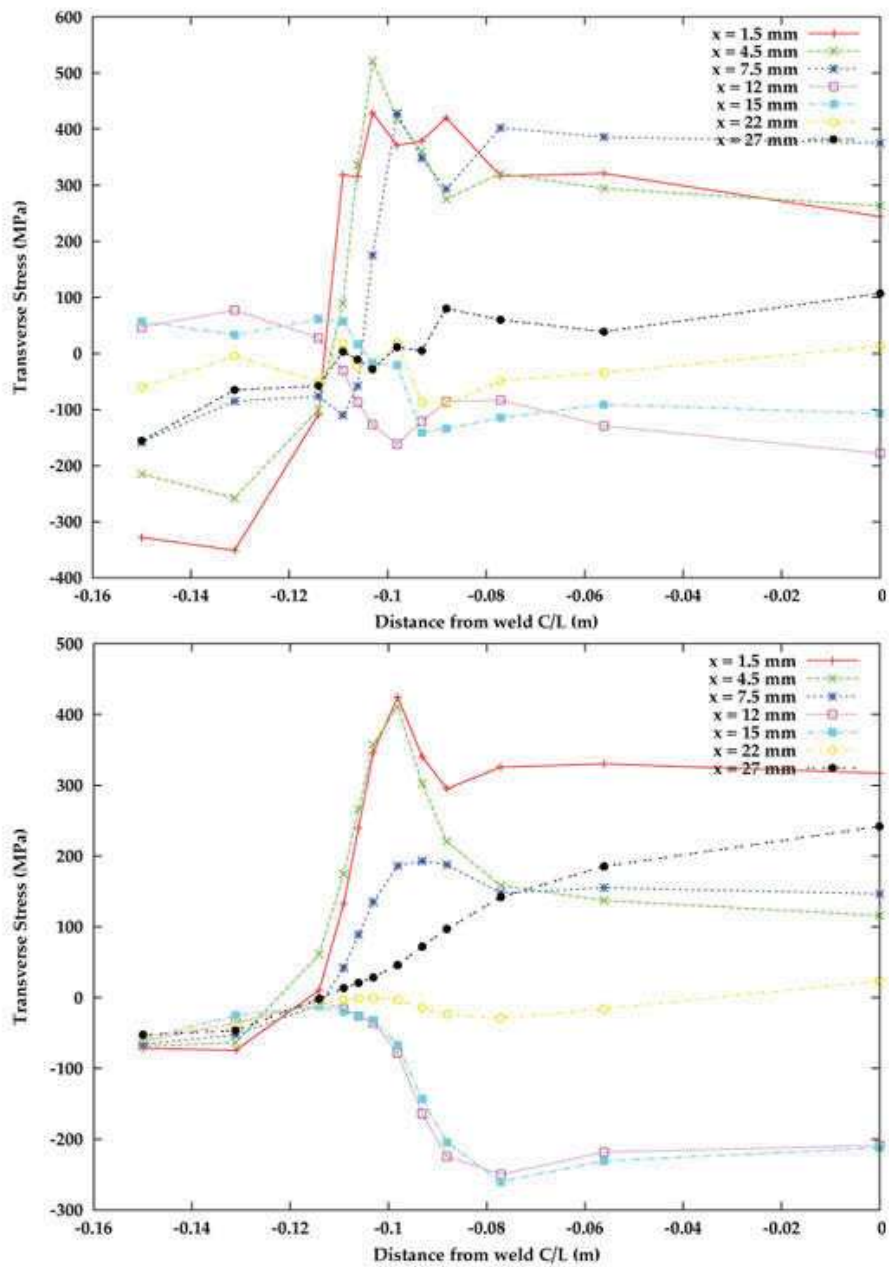 600
500
400
300
200
100
0
-100
-200
-300
-400
Transverse Stress (MPa)
x = 1.5 mm
x = 4.5 mm
x = 7.5 mm
x = 12 mm
x = 15 mm
x = 22 mm
x = 27 mm
-0.16 -0.14 -0.12 -0.1 -0.08 -0.06 -0.04 -0.02 0
Distance from weld C/L (m)
500
400
300
200
100
0
-100
-200
-300
Transverse Stress (MPa)
x = 1.5 mm
x = 4.5 mm
x = 7.5 mm
x = 12 mm
x = 15 mm
x = 22 mm
x = 27 mm
-0.16 -0.14 -0.12 -0.1 -0.08 -0.06 -0.04 -0.02 0
Distance from weld C/L (m)